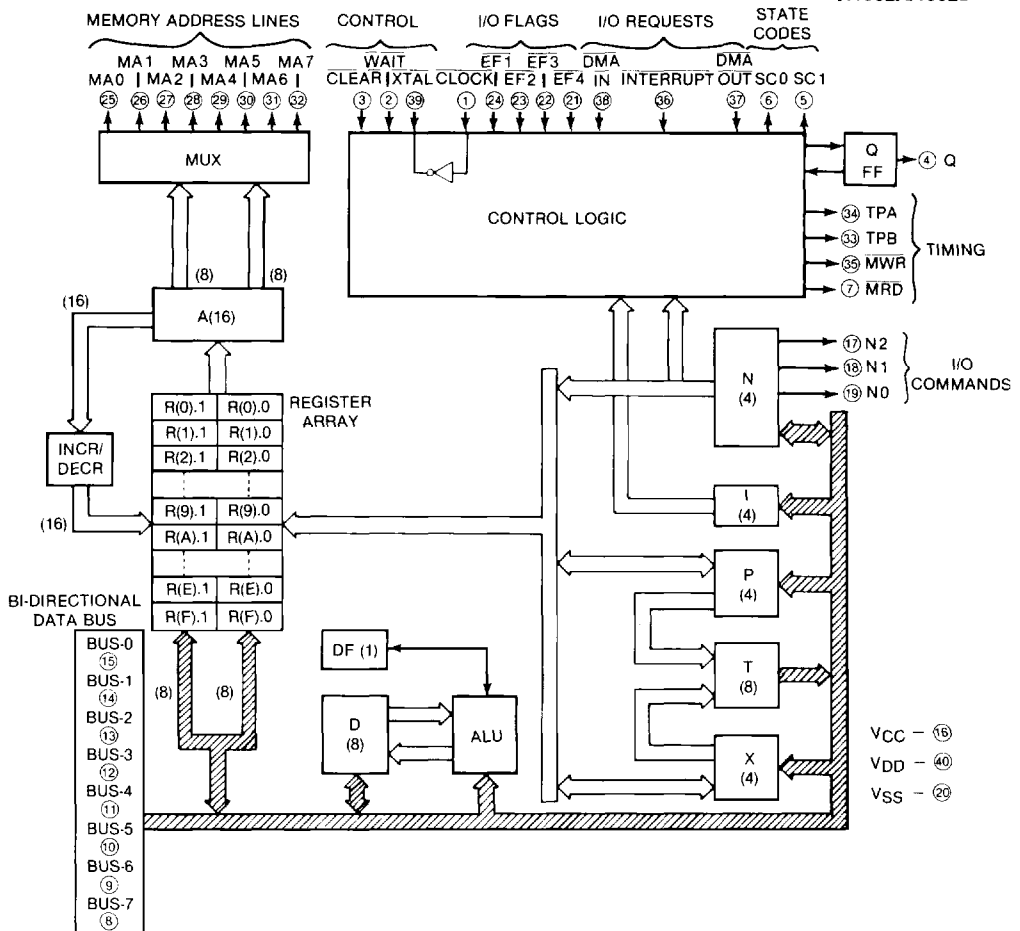 MEMORY ADDRESS LINES
CONTROL
I/O FLAGS
I/O REQUESTS
STATE
CODES
MA1 MA3 MA5 MA7
MA0 MA2 MA4 MA6
25 26 27 28 29 30 31 32
WAIT
CLEAR XTAL CLOCK
3 2 39 1
EF1 EF3
EF2 EF4
24 23 22 21
DMA
IN
INTERRUPT
DMA
OUT
SC0 SC1
38 36 37 6 5
MUX
CONTROL LOGIC
Q
FF
4 Q
34 TPA
33 TPB
35 MWR
7 MRD
TIMING
(8) (8)
(16)
A(16)
REGISTER
ARRAY
R(0).1 R(0).0
R(1).1 R(1).0
R(2).1 R(2).0
R(9).1 R(9).0
R(A).1 R(A).0
R(E).1 R(E).0
R(F).1 R(F).0
INCR/
DECR
(16)
N
(4)
17 N2
18 N1
19 N0
I/O
COMMANDS
I
(4)
P
(4)
T
(8)
X
(4)
BI-DIRECTIONAL
DATA BUS
BUS-0
15
BUS-1
14
BUS-2
13
BUS-3
12
BUS-4
11
BUS-5
10
BUS-6
9
BUS-7
8
(8) (8)
DF (1)
D
(8)
ALU
VCC – 16
VDD – 40
VSS – 20